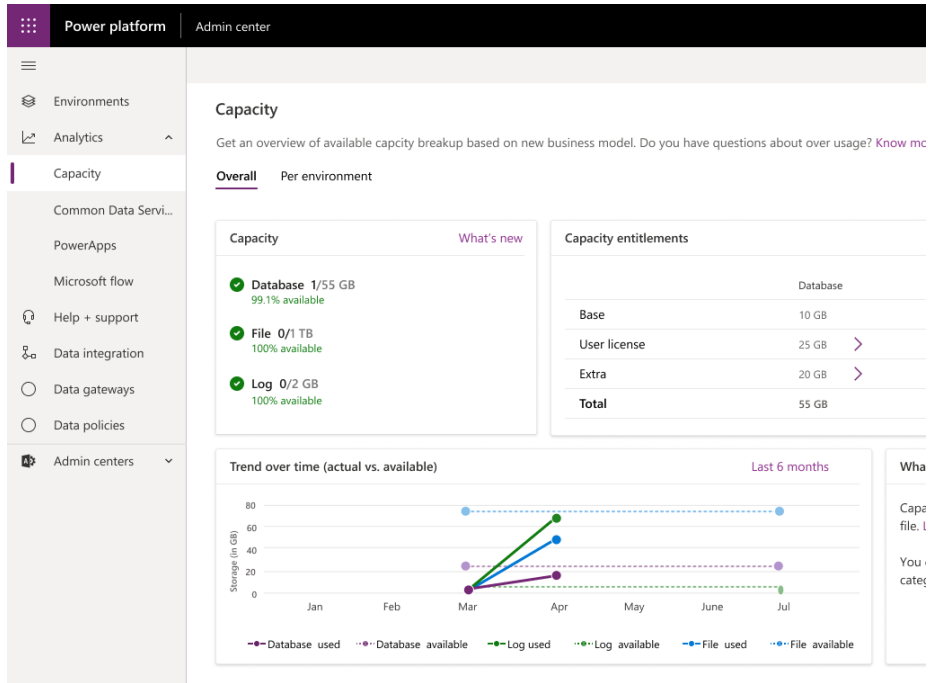 Power platform Admin center
Environments
Analytics
Capacity
Common Data Servi...
PowerApps
Microsoft flow
Help + support
Data integration
Data gateways
Data policies
Admin centers
Capacity
Get an overview of available capcity breakup based on new business model. Do you have questions about over usage? Know mo
Overall Per environment
Capacity What's new
Database 1/55 GB
99.1% available
File 0/1 TB
100% available
Log 0/2 GB
100% available
Capacity entitlements
Database
Base 10 GB
User license 25 GB
Extra 20 GB
Total 55 GB
Trend over time (actual vs. available) Last 6 months
Storage (in GB)
80
60
40
20
0
Jan Feb Mar Apr May June Jul
Database used Database available Log used Log available File used File available
Wha
Capa
file. L
You
cate